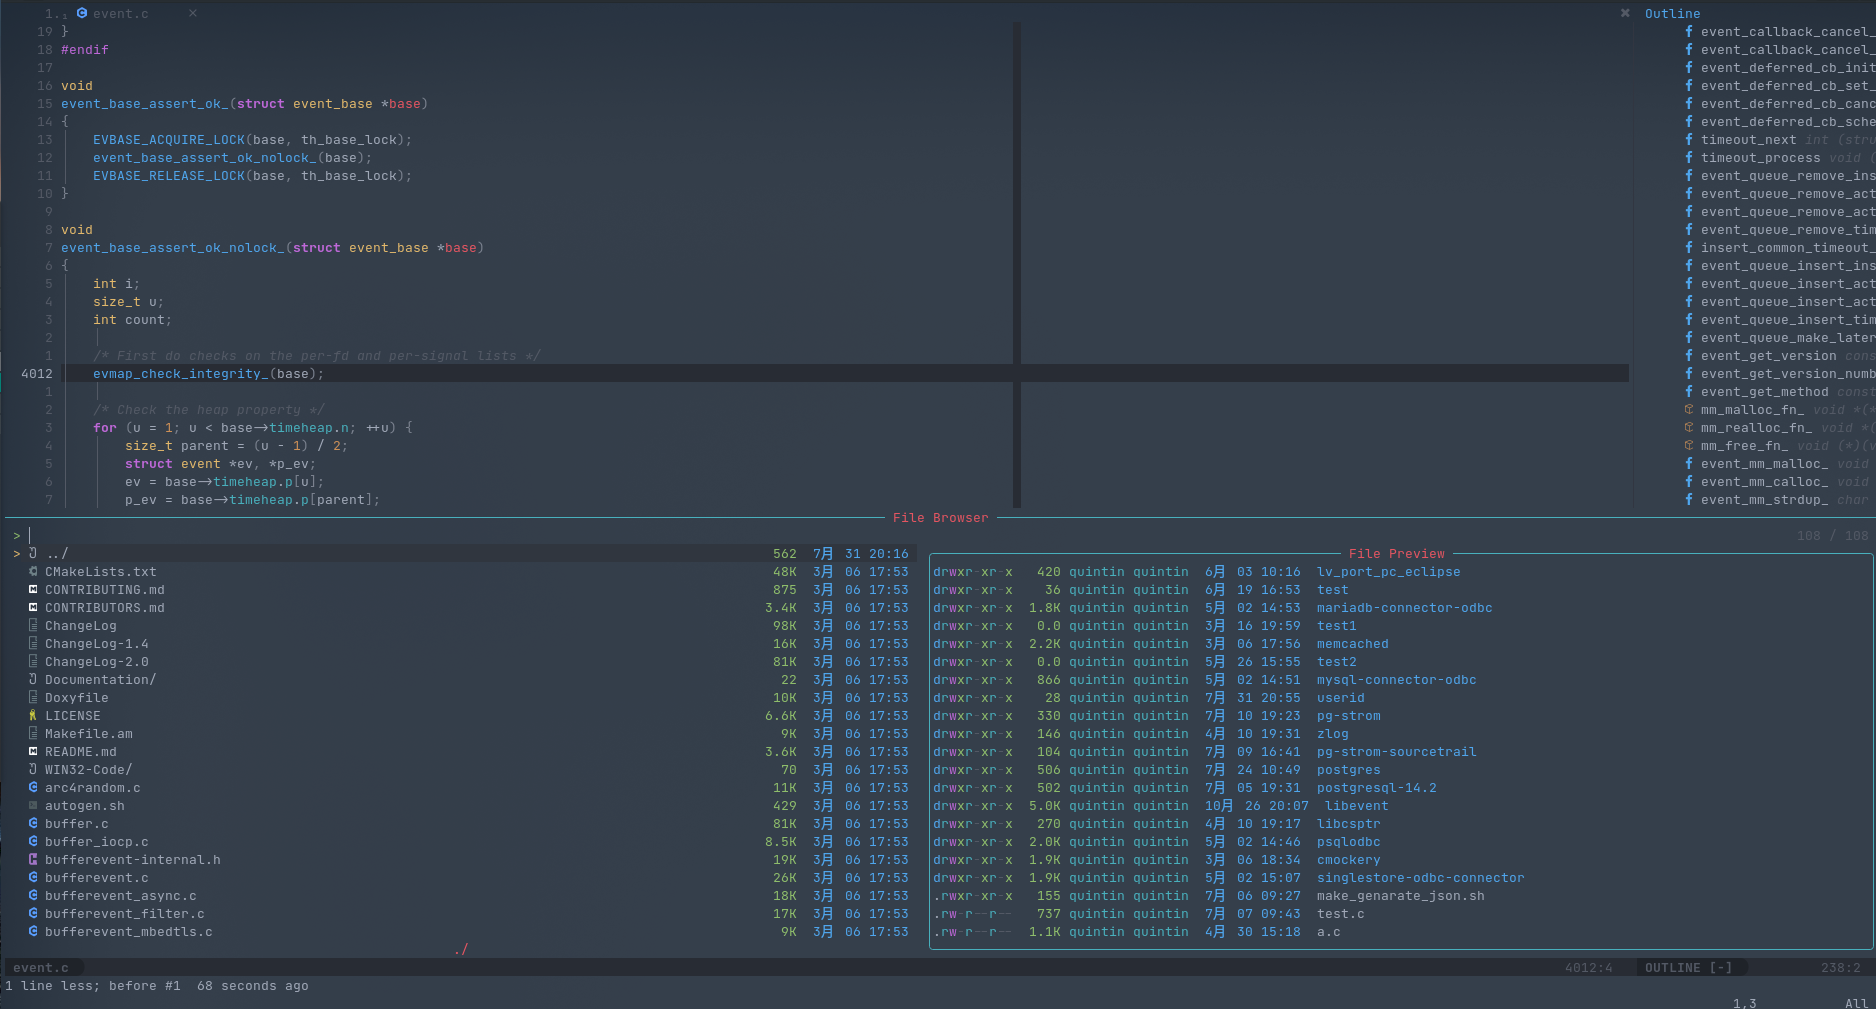 1. event.c ×
19 }
18 #endif
17
16 void
15 event_base_assert_ok_(struct event_base *base)
14 {
13 EVBASE_ACQUIRE_LOCK(base, th_base_lock);
12 event_base_assert_ok_nolock_(base);
11 EVBASE_RELEASE_LOCK(base, th_base_lock);
10 }
9
8 void
7 event_base_assert_ok_nolock_(struct event_base *base)
6 {
5 int i;
4 size_t u;
3 int count;
2
1 /* First do checks on the per-fd and per-signal lists */
4012 evmap_check_integrity_(base);
1
2 /* Check the heap property */
3 for (u = 1; u < base->timeheap.n; ++u) {
4 size_t parent = (u - 1) / 2;
5 struct event *ev, *p_ev;
6 ev = base->timeheap.p[u];
7 p_ev = base->timeheap.p[parent];
✖ Outline
f event_callback_cancel_
f event_callback_cancel_
f event_deferred_cb_init
f event_deferred_cb_set_
f event_deferred_cb_canc
f event_deferred_cb_sche
f timeout_next int (stru
f timeout_process void (
f event_queue_remove_ins
f event_queue_remove_act
f event_queue_remove_act
f event_queue_remove_tim
f insert_common_timeout_
f event_queue_insert_ins
f event_queue_insert_act
f event_queue_insert_act
f event_queue_insert_tim
f event_queue_make_later
f event_get_version cons
f event_get_version_numb
f event_get_method const
mm_malloc_fn_ void *(*
mm_realloc_fn_ void *(
mm_free_fn_ void (*)(v
f event_mm_malloc_ void
f event_mm_calloc_ void
f event_mm_strdup_ char
File Browser
>
108 / 108
> ../ 562 7月 31 20:16
CMakeLists.txt 48K 3月 06 17:53
CONTRIBUTING.md 875 3月 06 17:53
CONTRIBUTORS.md 3.4K 3月 06 17:53
ChangeLog 98K 3月 06 17:53
ChangeLog-1.4 16K 3月 06 17:53
ChangeLog-2.0 81K 3月 06 17:53
Documentation/ 22 3月 06 17:53
Doxyfile 10K 3月 06 17:53
LICENSE 6.6K 3月 06 17:53
Makefile.am 9K 3月 06 17:53
README.md 3.6K 3月 06 17:53
WIN32-Code/ 70 3月 06 17:53
arc4random.c 11K 3月 06 17:53
autogen.sh 429 3月 06 17:53
buffer.c 81K 3月 06 17:53
buffer_iocp.c 8.5K 3月 06 17:53
bufferevent-internal.h 19K 3月 06 17:53
bufferevent.c 26K 3月 06 17:53
bufferevent_async.c 18K 3月 06 17:53
bufferevent_filter.c 17K 3月 06 17:53
bufferevent_mbedtls.c 9K 3月 06 17:53
./
File Preview
drwxr-xr-x 420 quintin quintin 6月 03 10:16 lv_port_pc_eclipse
drwxr-xr-x 36 quintin quintin 6月 19 16:53 test
drwxr-xr-x 1.8K quintin quintin 5月 02 14:53 mariadb-connector-odbc
drwxr-xr-x 0.0 quintin quintin 3月 16 19:59 test1
drwxr-xr-x 2.2K quintin quintin 3月 06 17:56 memcached
drwxr-xr-x 0.0 quintin quintin 5月 26 15:55 test2
drwxr-xr-x 866 quintin quintin 5月 02 14:51 mysql-connector-odbc
drwxr-xr-x 28 quintin quintin 7月 31 20:55 userid
drwxr-xr-x 330 quintin quintin 7月 10 19:23 pg-strom
drwxr-xr-x 146 quintin quintin 4月 10 19:31 zlog
drwxr-xr-x 104 quintin quintin 7月 09 16:41 pg-strom-sourcetrail
drwxr-xr-x 506 quintin quintin 7月 24 10:49 postgres
drwxr-xr-x 502 quintin quintin 7月 05 19:31 postgresql-14.2
drwxr-xr-x 5.0K quintin quintin 10月 26 20:07 libevent
drwxr-xr-x 270 quintin quintin 4月 10 19:17 libcsptr
drwxr-xr-x 2.0K quintin quintin 5月 02 14:46 psqlodbc
drwxr-xr-x 1.9K quintin quintin 3月 06 18:34 cmockery
drwxr-xr-x 1.9K quintin quintin 5月 02 15:07 singlestore-odbc-connector
.rwxr-xr-x 155 quintin quintin 7月 06 09:27 make_genarate_json.sh
.rw-r--r-- 737 quintin quintin 7月 07 09:43 test.c
.rw-r--r-- 1.1K quintin quintin 4月 30 15:18 a.c
event.c 4012:4 OUTLINE [-] 238:2
1 line less; before #1 68 seconds ago
1,3 All